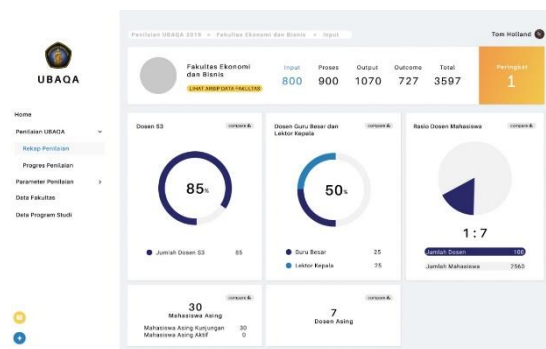 UBAQA
Home
Penilaian UBAQA
Rekap Penilaian
Progres Penilaian
Parameter Penilaian
Data Fakultas
Data Program Studi
Penilaian UBAQA 2019 > Fakultas Ekonomi dan Bisnis > Input
Tom Holland
Fakultas Ekonomi
dan Bisnis
LIHAT ARSIP DATA FAKULTAS
Input
800
Proses
900
Output
1070
Outcome
727
Total
3597
Peringkat
1
Dosen S3
compare &
85%
Jumlah Dosen S3 85
Dosen Guru Besar dan
Lektor Kepala
compare &
50%
Guru Besar 25
Lektor Kepala 25
Rasio Dosen Mahasiswa
compare &
1 : 7
Jumlah Dosen 108
Jumlah Mahasiswa 7560
compare &
30
Mahasiswa Asing
Mahasiswa Asing Kunjungan 30
Mahasiswa Asing Aktif 0
compare &
7
Dosen Asing